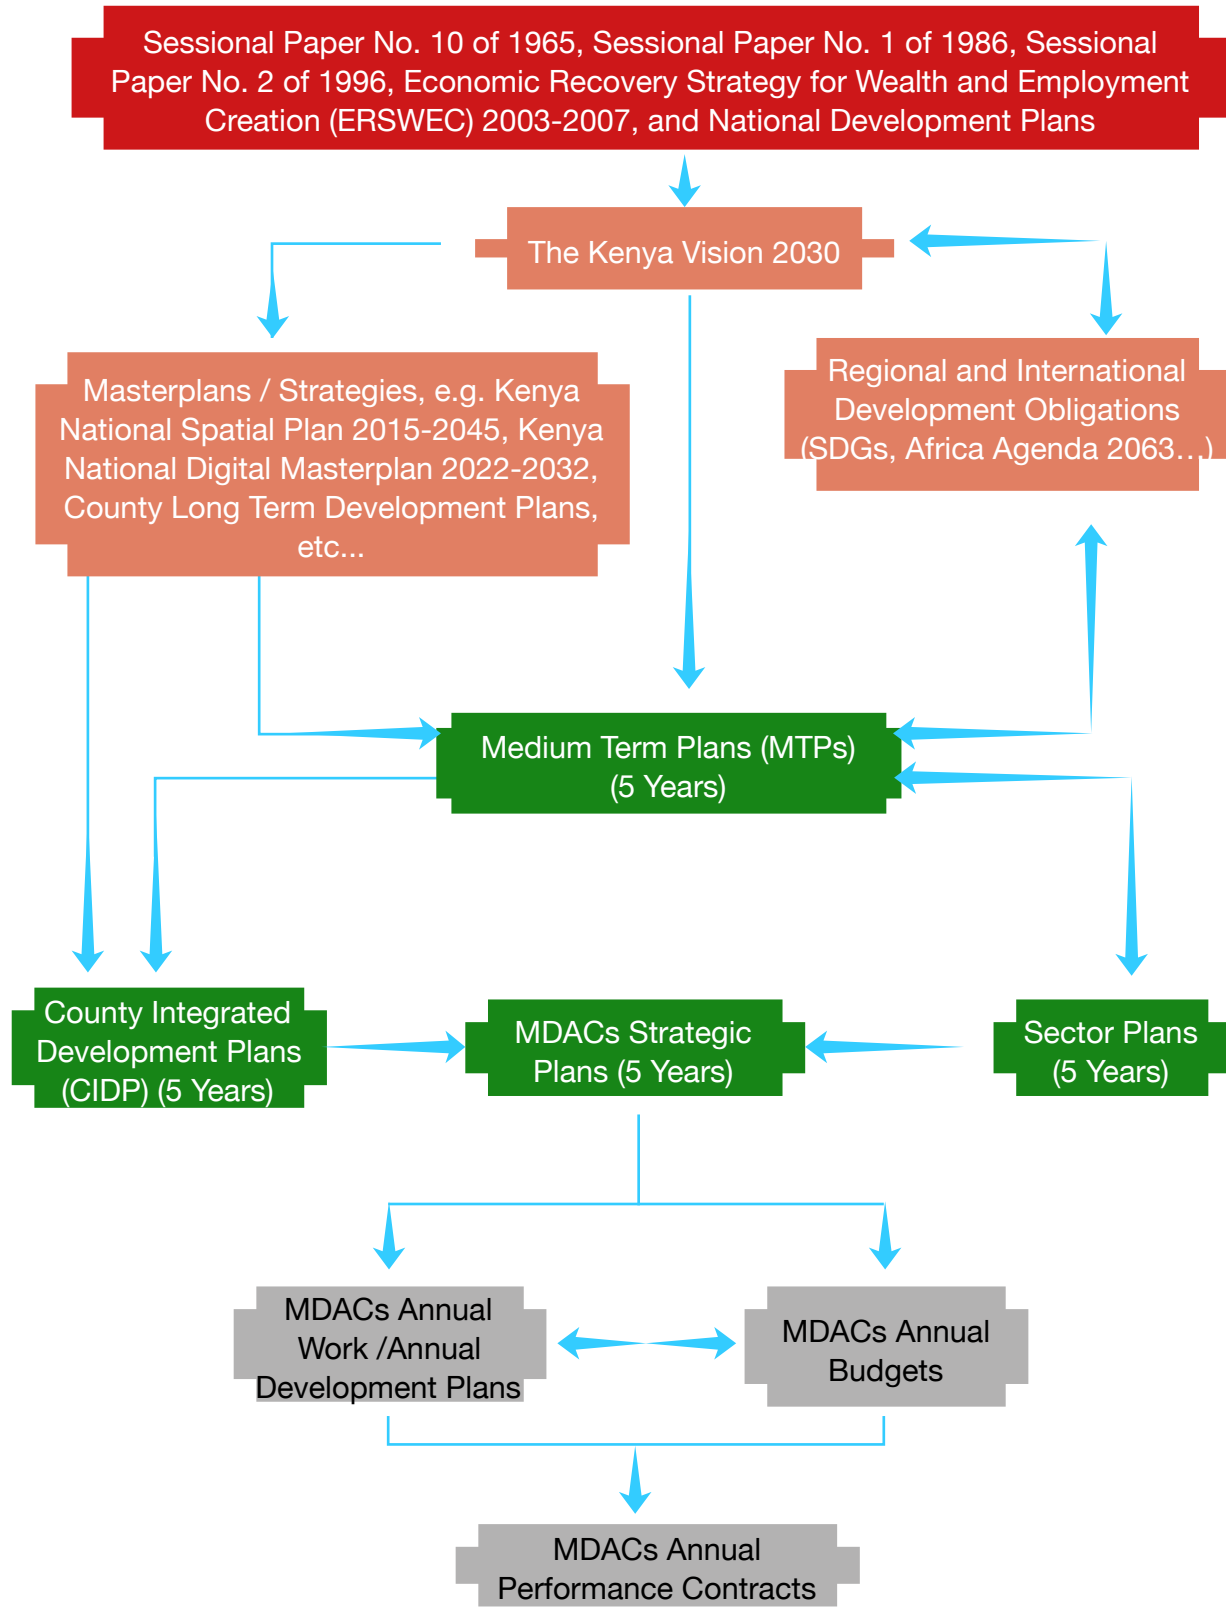 Sessional Paper No. 10 of 1965, Sessional Paper No. 1 of 1986, Sessional
Paper No. 2 of 1996, Economic Recovery Strategy for Wealth and Employment
Creation (ERSWEC) 2003-2007, and National Development Plans
The Kenya Vision 2030
Masterplans / Strategies, e.g. Kenya
National Spatial Plan 2015-2045, Kenya
National Digital Masterplan 2022-2032,
County Long Term Development Plans,
etc...
Regional and International
Development Obligations
(SDGs, Africa Agenda 2063…)
Medium Term Plans (MTPs)
(5 Years)
County Integrated
Development Plans
(CIDP) (5 Years)
MDACs Strategic
Plans (5 Years)
Sector Plans
(5 Years)
MDACs Annual
Work /Annual
Development Plans
MDACs Annual
Budgets
MDACs Annual
Performance Contracts